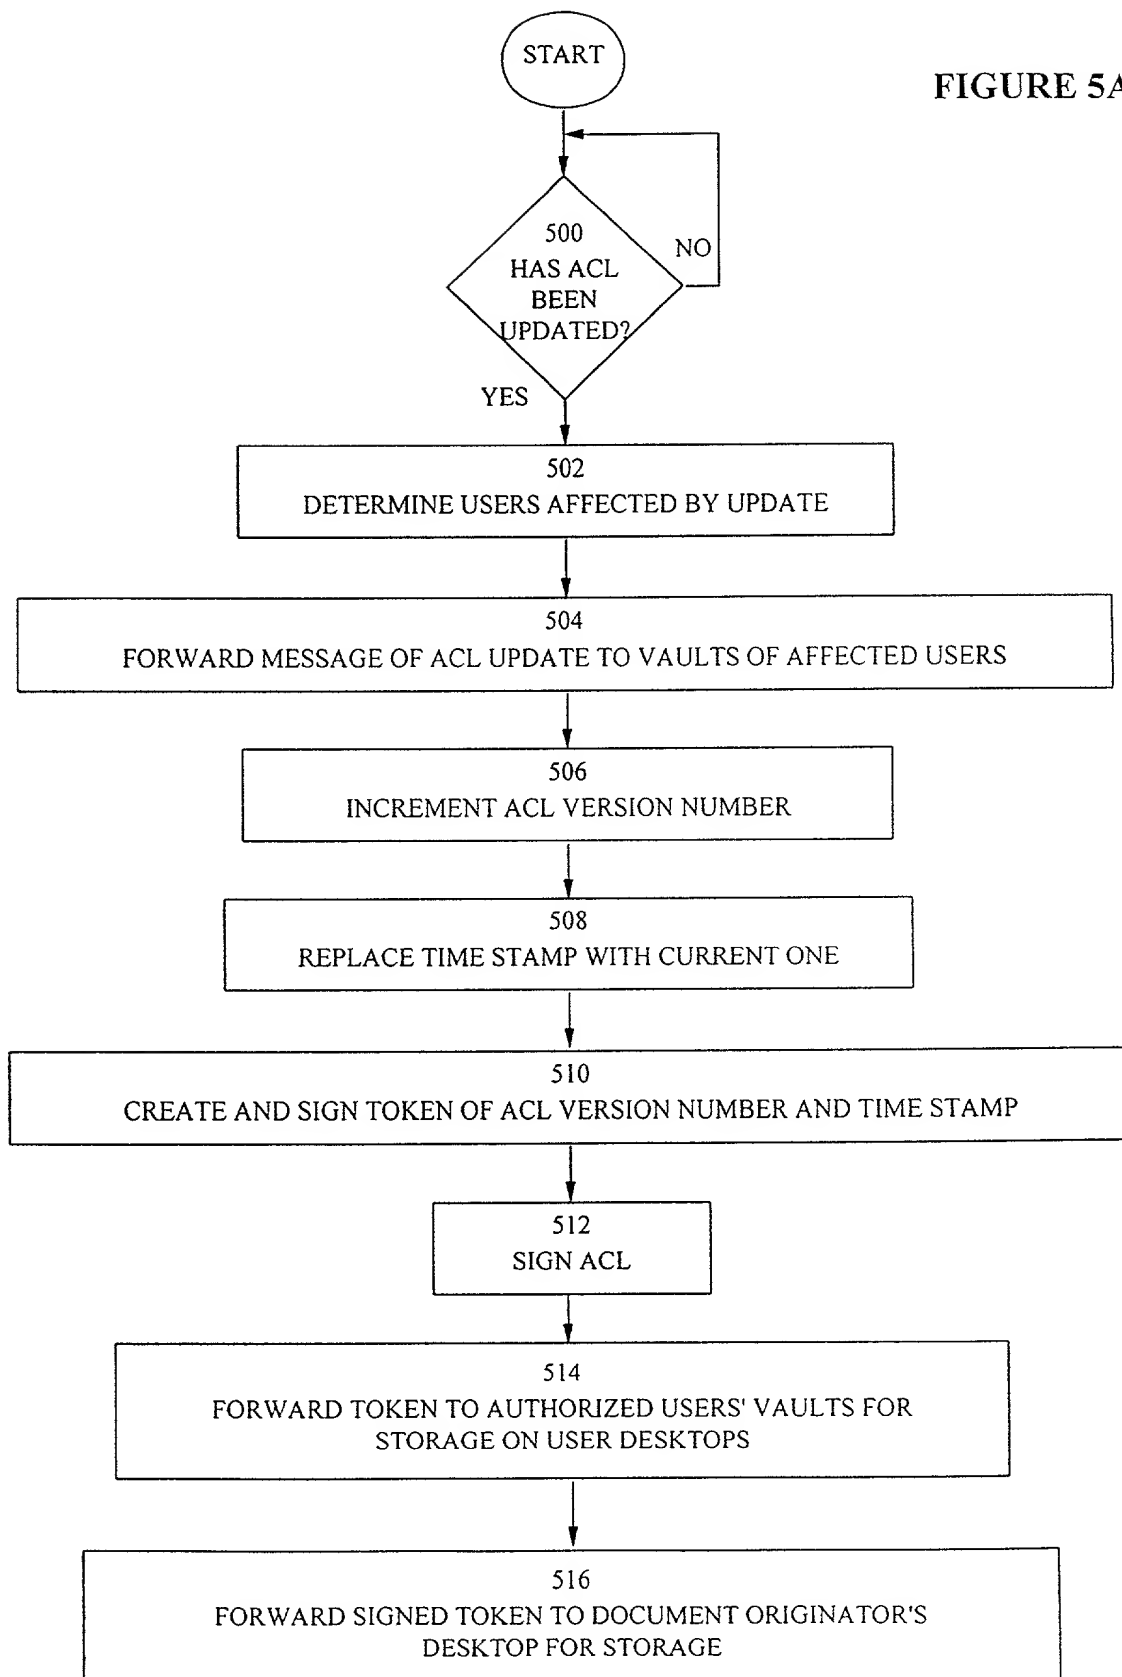 START
FIGURE 5A
500
HAS ACL
BEEN
UPDATED?
NO
YES
502
DETERMINE USERS AFFECTED BY UPDATE
504
FORWARD MESSAGE OF ACL UPDATE TO VAULTS OF AFFECTED USERS
506
INCREMENT ACL VERSION NUMBER
508
REPLACE TIME STAMP WITH CURRENT ONE
510
CREATE AND SIGN TOKEN OF ACL VERSION NUMBER AND TIME STAMP
512
SIGN ACL
514
FORWARD TOKEN TO AUTHORIZED USERS' VAULTS FOR
STORAGE ON USER DESKTOPS
516
FORWARD SIGNED TOKEN TO DOCUMENT ORIGINATOR'S
DESKTOP FOR STORAGE